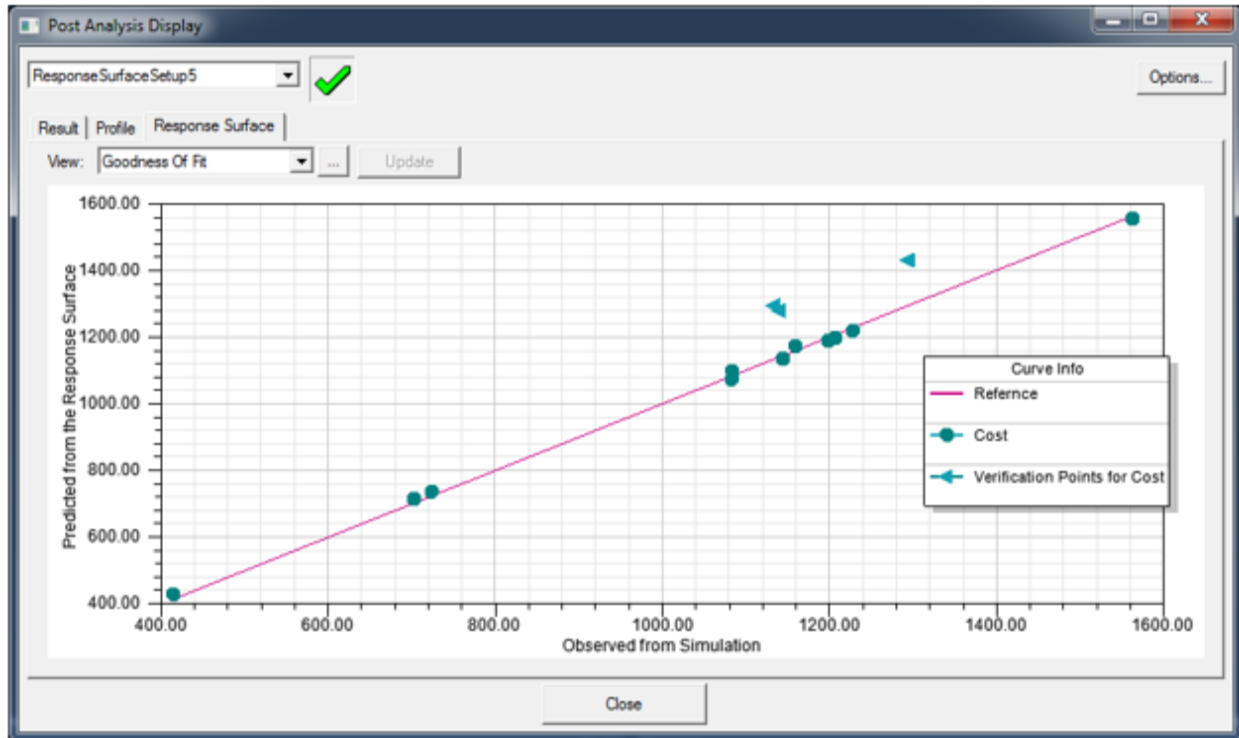 Post Analysis Display
ResponseSurfaceSetup5
Options...
Result Profile Response Surface
View: Goodness Of Fit ... Update
1600.00
1400.00
1200.00
1000.00
800.00
600.00
400.00
Predicted from the Response Surface
Curve Info
Refernce
Cost
Verification Points for Cost
400.00 600.00 800.00 1000.00 1200.00 1400.00 1600.00
Observed from Simulation
Close